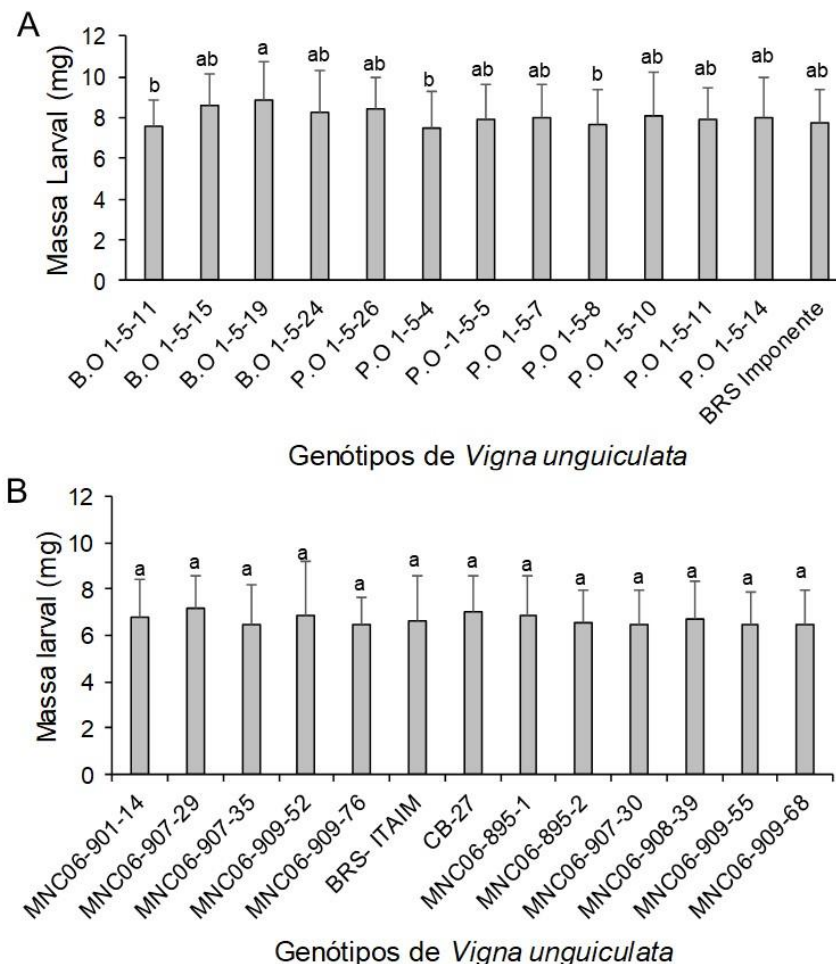 A
12
10
8
6
4
2
0
Massa Larval (mg)
b
ab
a
ab
ab
b
ab
ab
b
ab
ab
ab
ab
B.O 1-5-11
B.O 1-5-15
B.O 1-5-19
B.O 1-5-24
P.O 1-5-26
P.O 1-5-4
P.O -1-5-5
P.O 1-5-7
P.O 1-5-8
P.O 1-5-10
P.O 1-5-11
P.O 1-5-14
BRS Imponente
Genótipos de Vigna unguiculata
B
12
10
8
6
4
2
0
Massa larval (mg)
a
a
a
a
a
a
a
a
a
a
a
a
a
MNC06-901-14
MNC06-907-29
MNC06-907-35
MNC06-909-52
MNC06-909-76
BRS- ITAIM
CB-27
MNC06-895-1
MNC06-895-2
MNC06-907-30
MNC06-908-39
MNC06-909-55
MNC06-909-68
Genótipos de Vigna unguiculata